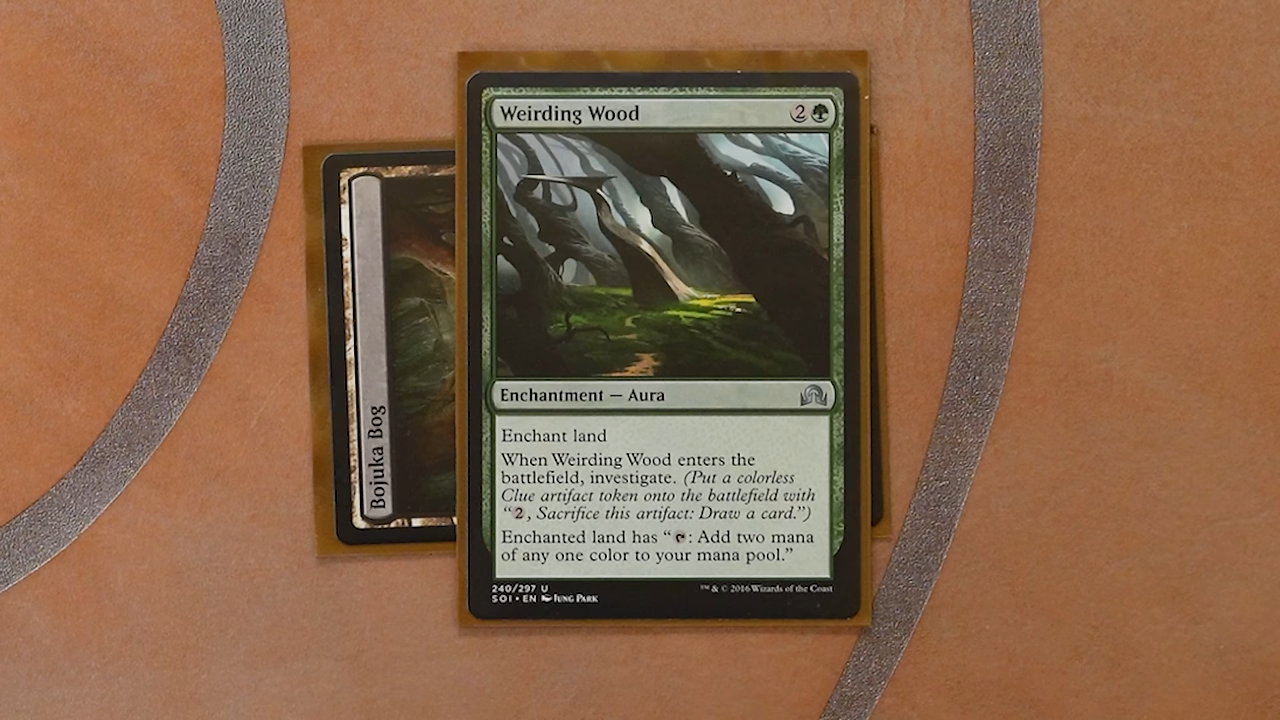 Weirding Wood 2
Enchantment — Aura
Enchant land
When Weirding Wood enters the
battlefield, investigate. (Put a colorless
Clue artifact token onto the battlefield with
“2, Sacrifice this artifact: Draw a card.”)
Enchanted land has “: Add two mana
of any one color to your mana pool.”
240/297 U
SOI • EN Jung Park
™ & © 2016 Wizards of the Coast
Bojuka Bog